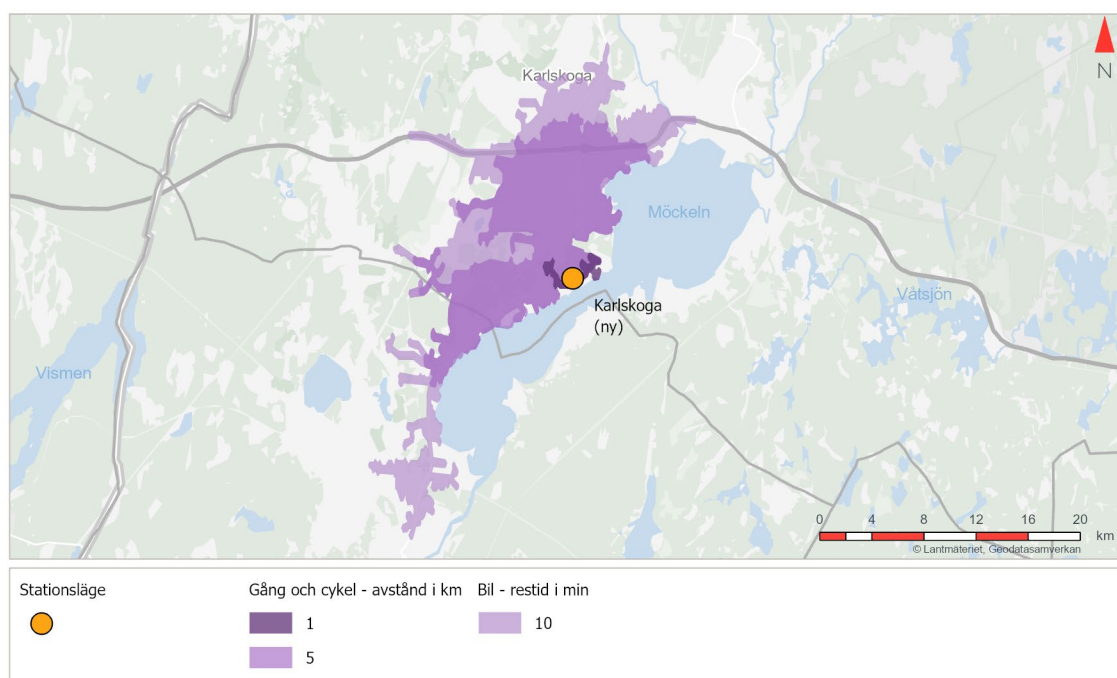 Karlskoga
N
Möckeln
Våtsjön
Karlskoga
(ny)
Vismen
0 4 8 12 16 20
km
© Lantmäteriet, Geodatasamverkan
Stationsläge
Gång och cykel - avstånd i km
1
5
Bil - restid i min
10